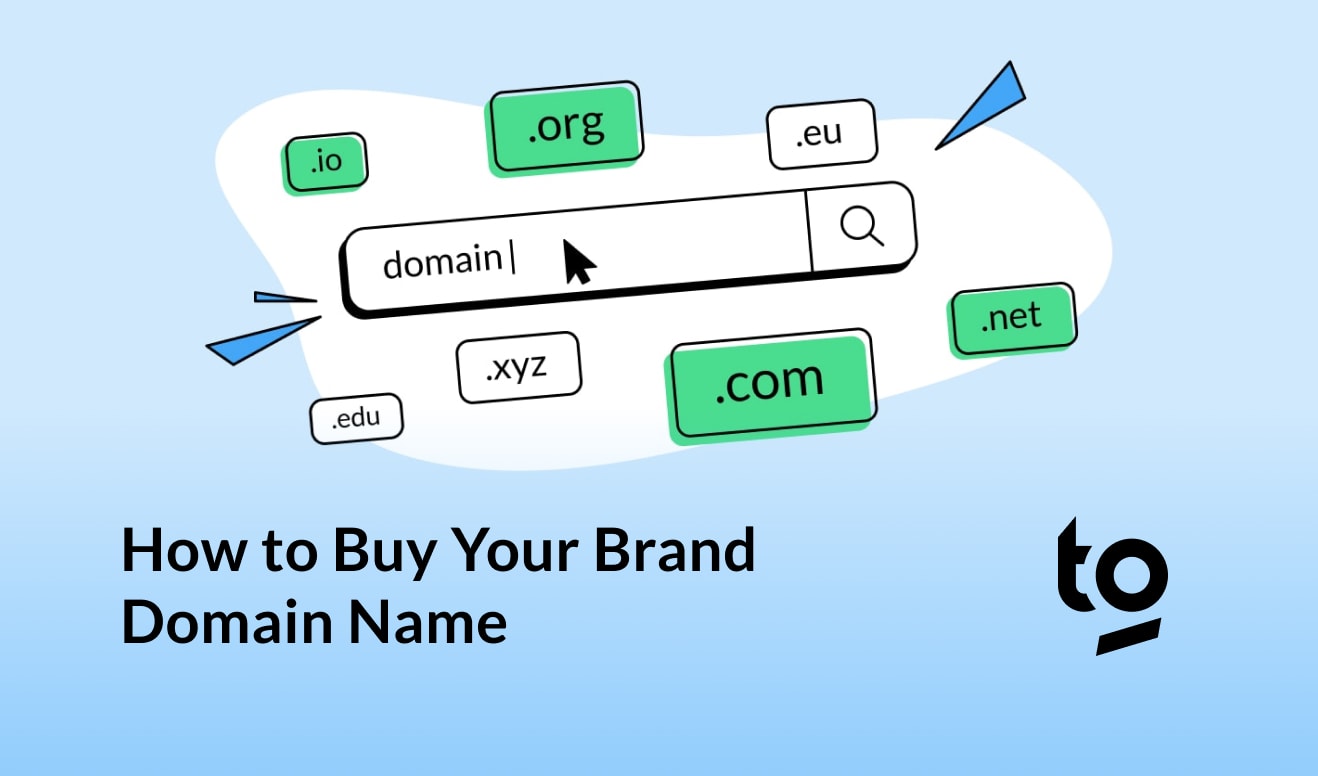 .org
.eu
.io
domain
.net
.xyz
.com
.edu
How to Buy Your Brand
Domain Name
to